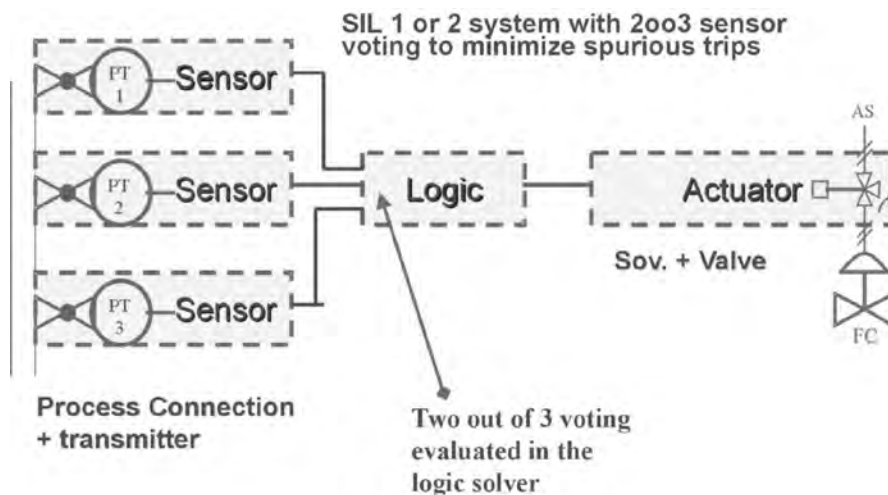 SIL 1 or 2 system with 2oo3 sensor
voting to minimize spurious trips
PT
1
Sensor
PT
2
Sensor
PT
3
Sensor
Logic
Actuator
AS
Sov. + Valve
FC
Process Connection
+ transmitter
Two out of 3 voting
evaluated in the
logic solver